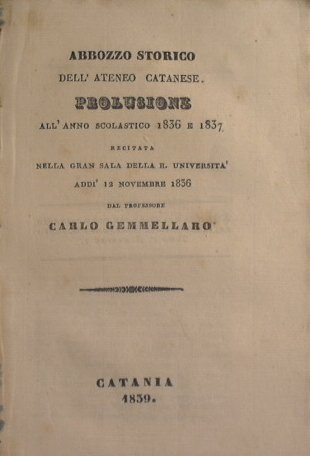 ABBOZZO STORICO
DELL' ATENEO CATANESE.
PROLUSIONE
ALL' ANNO SCOLASTICO 1836 E 1837
RECITATA
NELLA GRAN SALA DELLA R. UNIVERSITA'
ADDI' 12 NOVEMBRE 1836
DAL PROFESSORE
CARLO GEMMELLARO
CATANIA
1839.